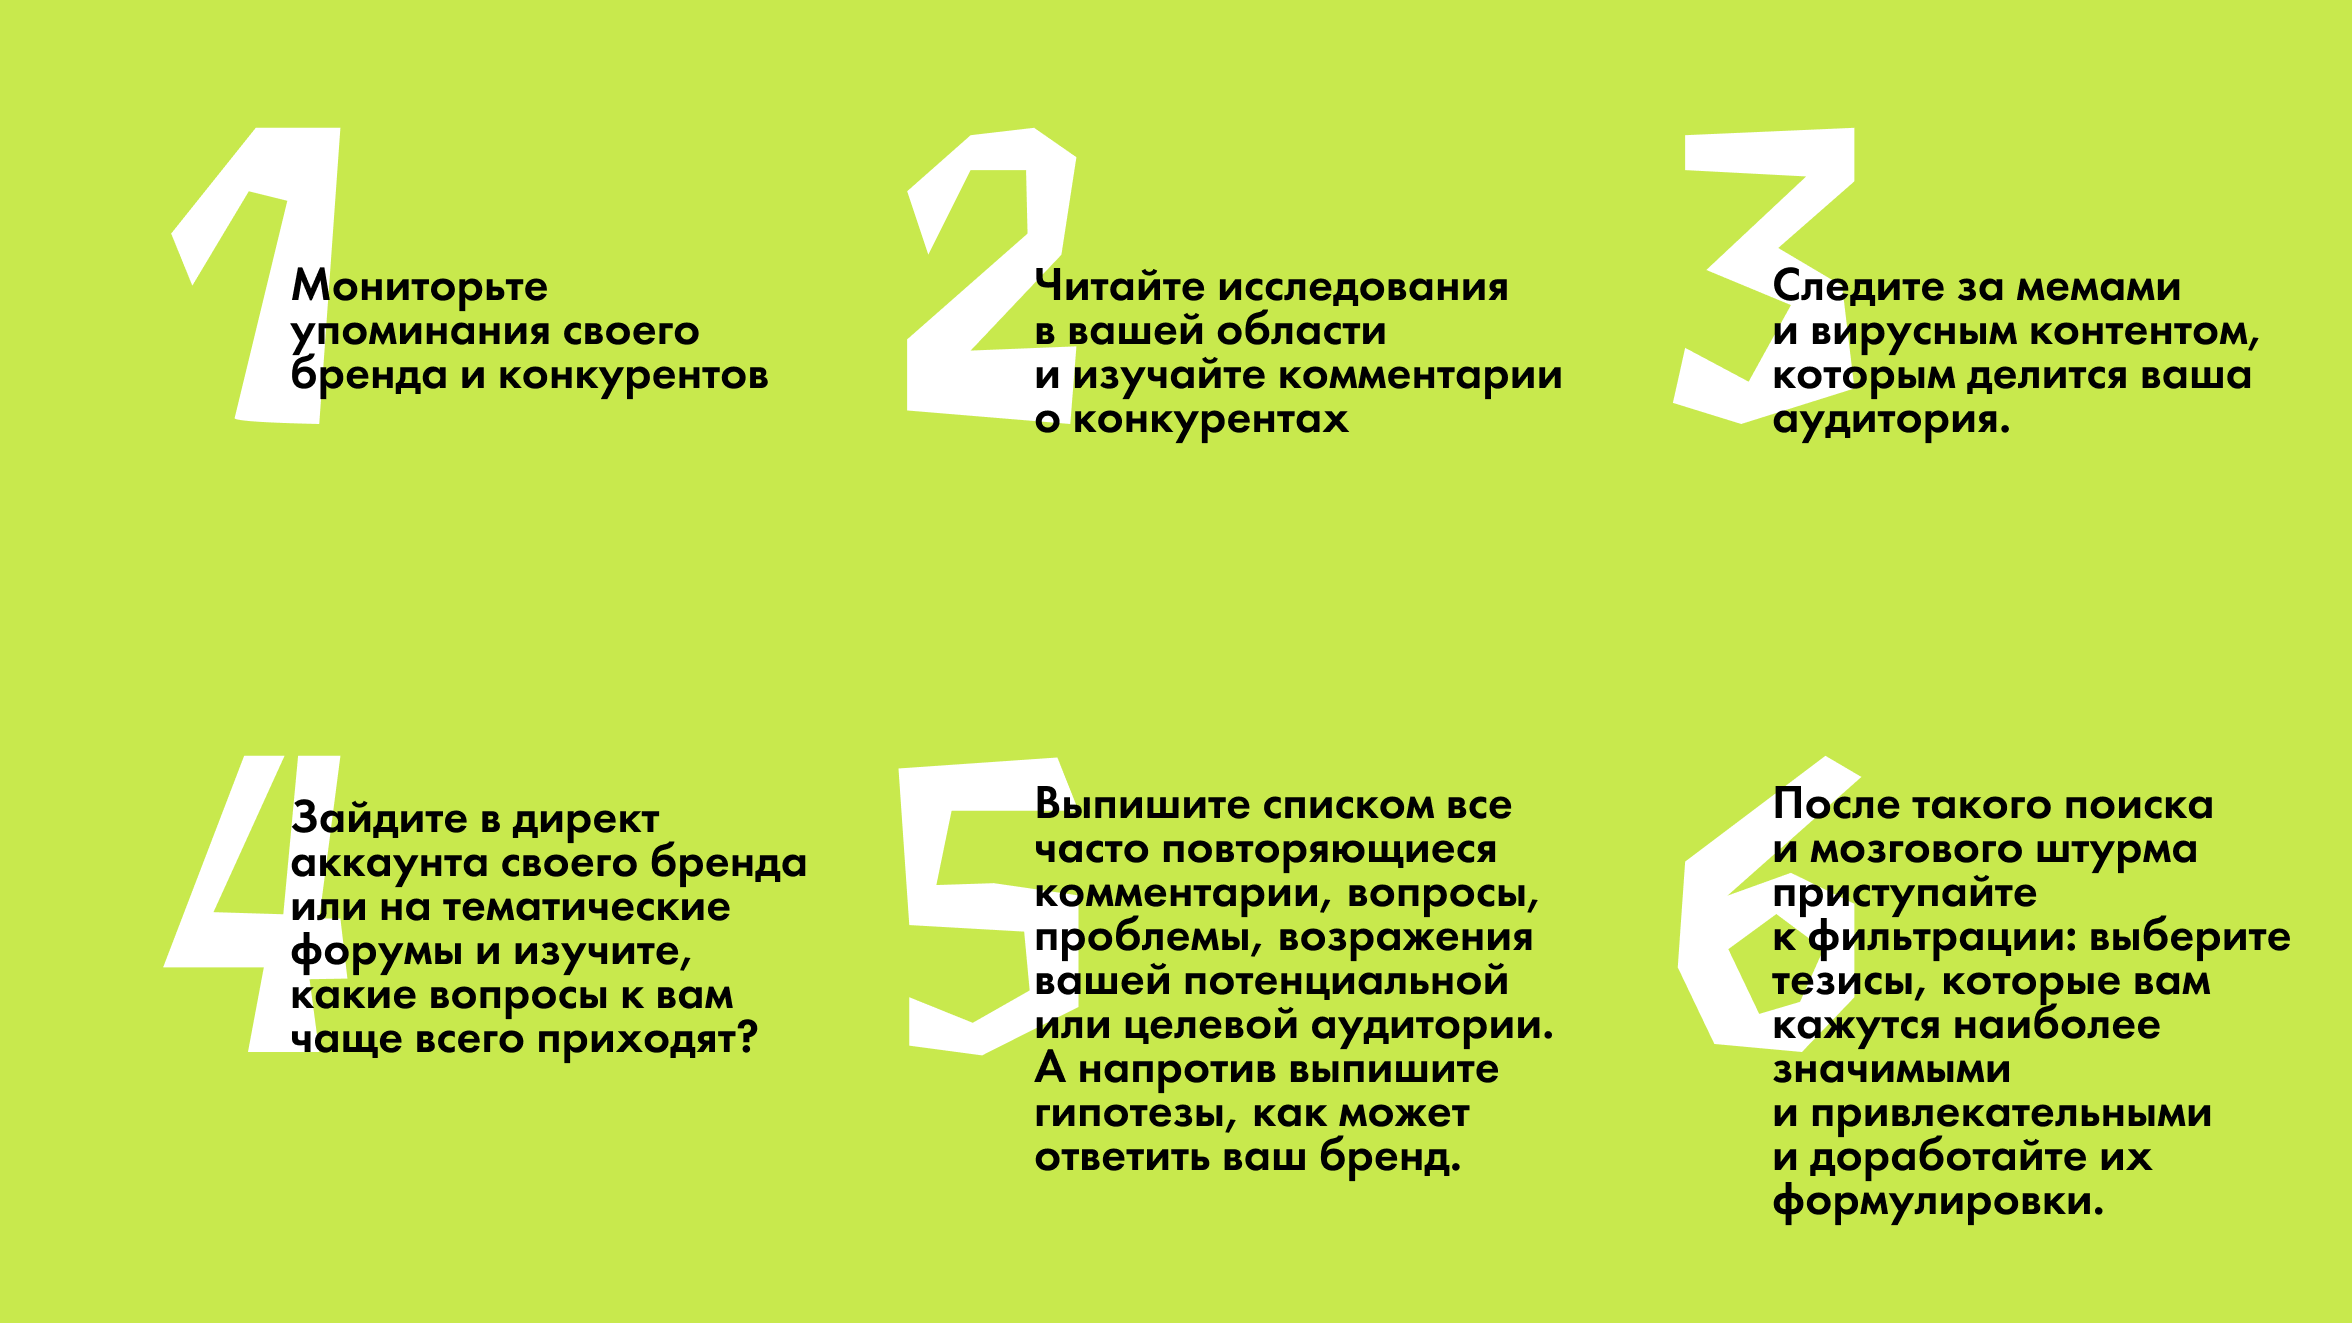 1
Мониторьте
упоминания своего
бренда и конкурентов
2
Читайте исследования
в вашей области
и изучайте комментарии
о конкурентах
3
Следите за мемами
и вирусным контентом,
которым делится ваша
аудитория.
4
Зайдите в директ
аккаунта своего бренда
или на тематические
форумы и изучите,
какие вопросы к вам
чаще всего приходят?
5
Выпишите списком все
часто повторяющиеся
комментарии, вопросы,
проблемы, возражения
вашей потенциальной
или целевой аудитории.
А напротив выпишите
гипотезы, как может
ответить ваш бренд.
6
После такого поиска
и мозгового штурма
приступайте
к фильтрации: выберите
тезисы, которые вам
кажутся наиболее
значимыми
и привлекательными
и доработайте их
формулировки.